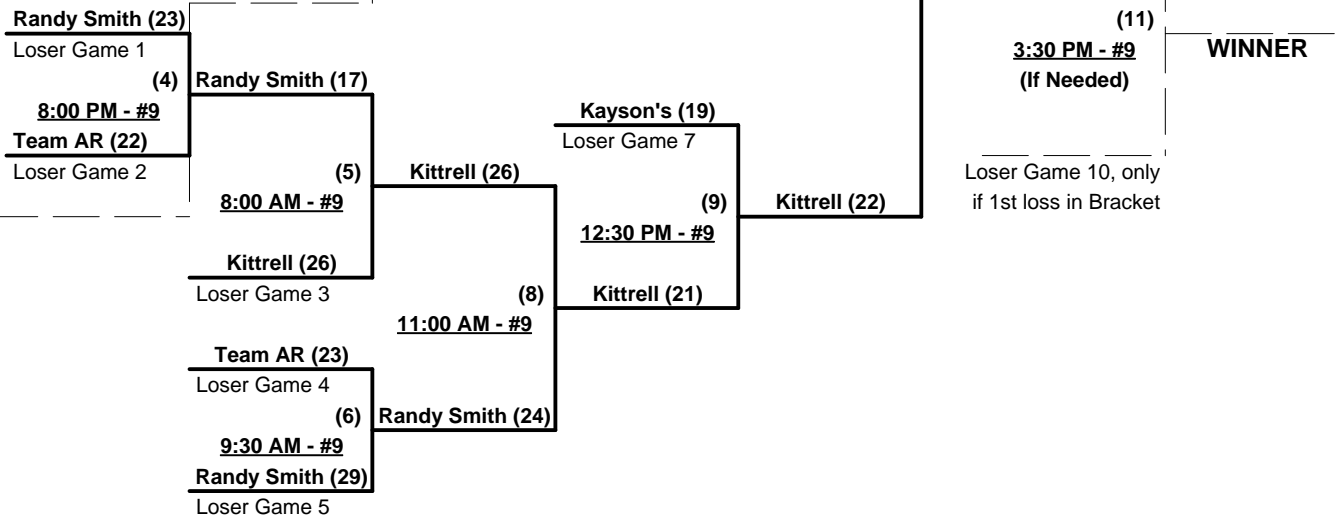 Randy Smith (23)
(11)
Loser Game 1
3:30 PM - #9
WINNER
(4)
Randy Smith (17)
(If Needed)
8:00 PM - #9
Kayson's (19)
Team AR (22)
Loser Game 7
Loser Game 2
(5)
Kittrell (26)
Loser Game 10, only
8:00 AM - #9
(9)
Kittrell (22)
if 1st loss in Bracket
12:30 PM - #9
Kittrell (26)
Loser Game 3
(8)
Kittrell (21)
11:00 AM - #9
Team AR (23)
Loser Game 4
(6)
Randy Smith (24)
9:30 AM - #9
Randy Smith (29)
Loser Game 5